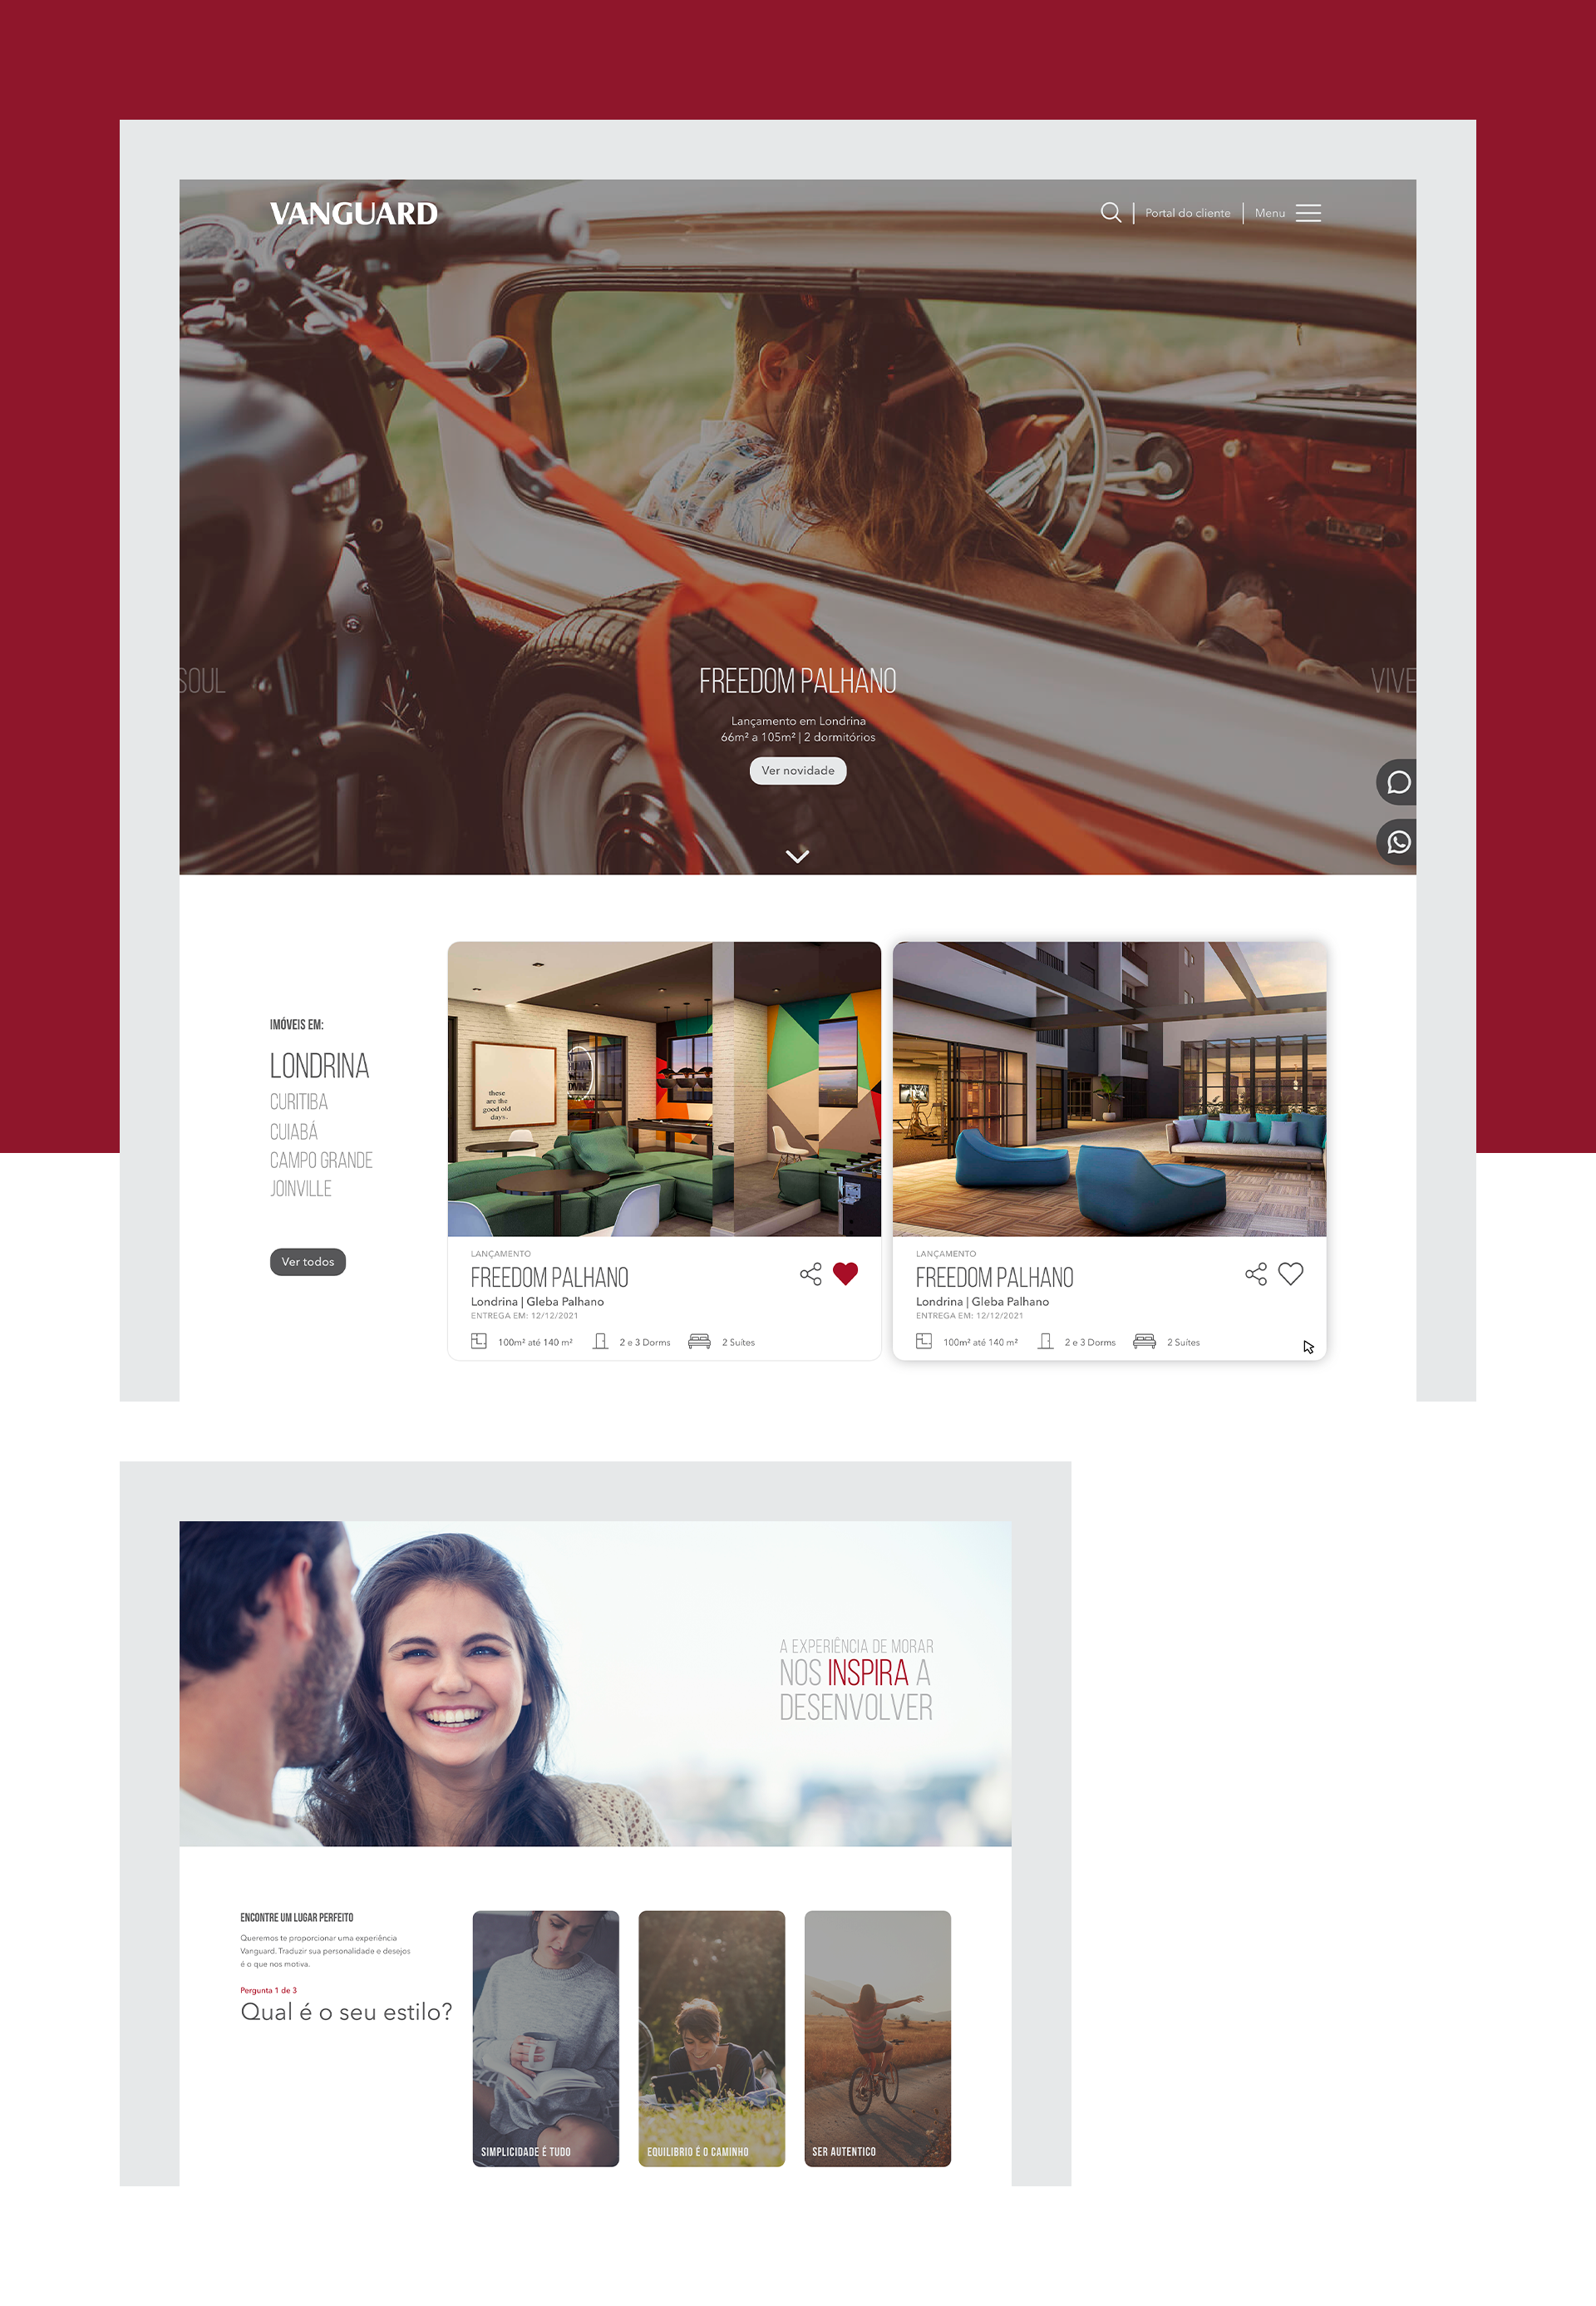 VANGUARD
Portal do cliente
Menu
SOUL
FREEDOM PALHANO
VIVE
Lançamento em Londrina
66m² a 105m² | 2 dormitórios
Ver novidade
IMÓVEIS EM:
LONDRINA
CURITIBA
CUIABÁ
CAMPO GRANDE
JOINVILLE
Ver todos
these
are the
good old
days..
HUMAN
WELL
DIVINE
LANÇAMENTO
FREEDOM PALHANO
Londrina | Gleba Palhano
ENTREGA EM: 12/12/2021
100m² até 140 m²
2 e 3 Dorms
2 Suítes
LANÇAMENTO
FREEDOM PALHANO
Londrina | Gleba Palhano
ENTREGA EM: 12/12/2021
100m² até 140 m²
2 e 3 Dorms
2 Suítes
A EXPERIÊNCIA DE MORAR
NOS INSPIRA A
DESENVOLVER
ENCONTRE UM LUGAR PERFEITO
Queremos te proporcionar uma experiência
Vanguard. Traduzir sua personalidade e desejos
é o que nos motiva.
Pergunta 1 de 3
Qual é o seu estilo?
SIMPLICIDADE É TUDO
EQUILIBRIO É O CAMINHO
SER AUTENTICO